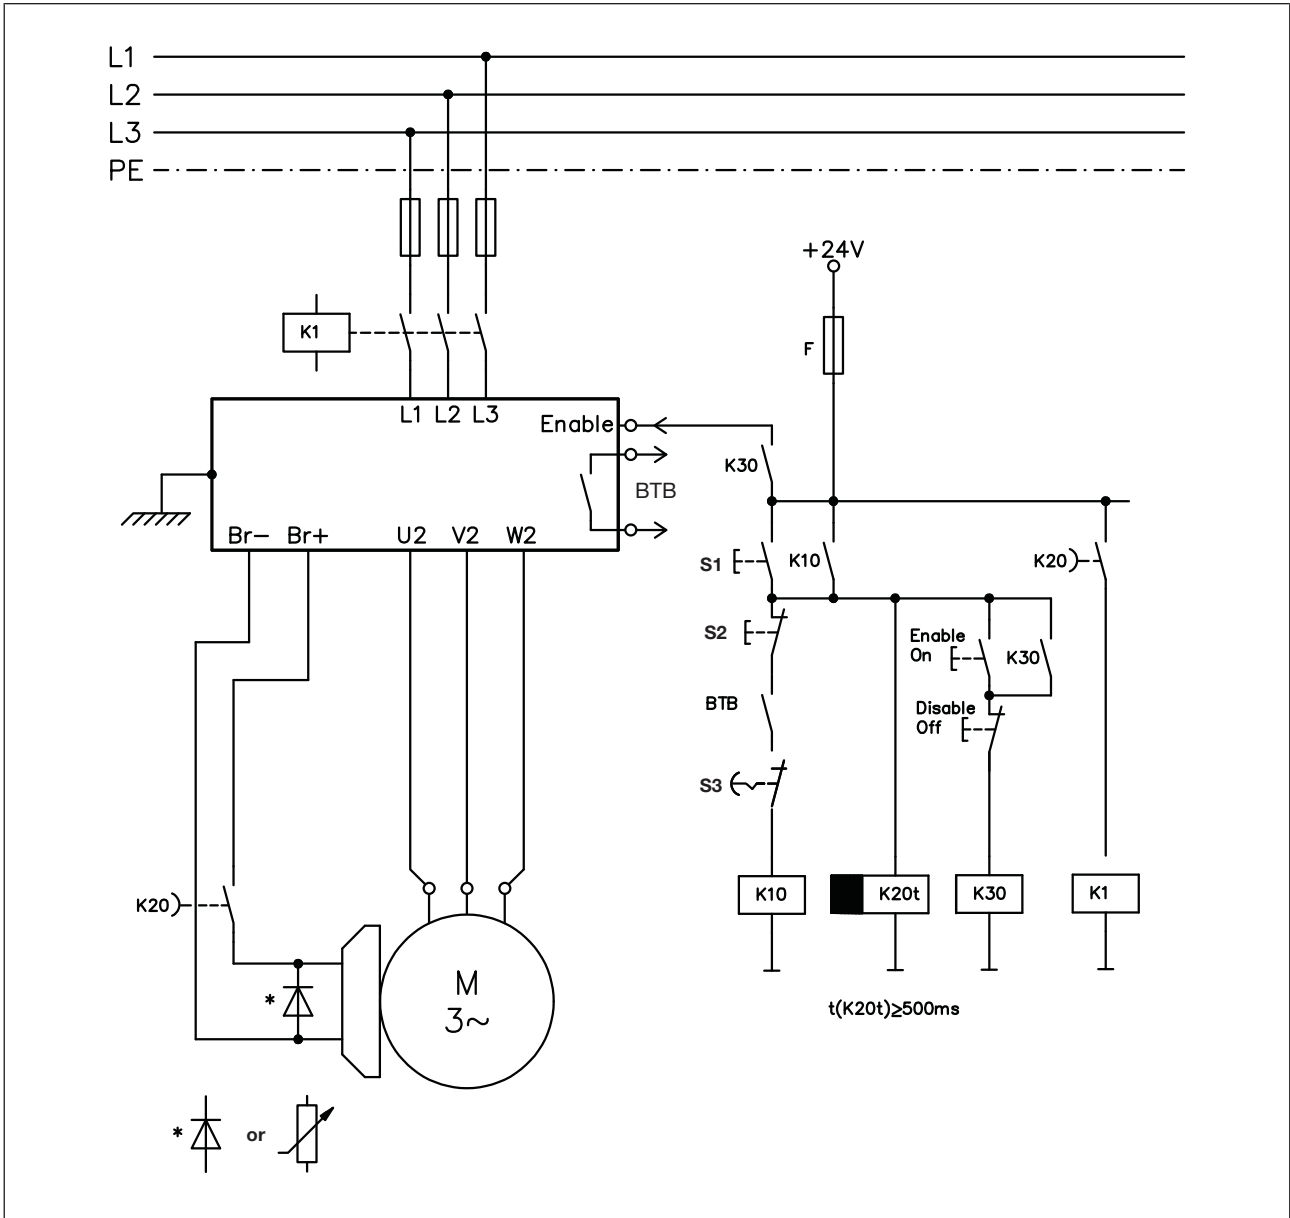 L1
L2
L3
PE
+24V
F
K1
L1 L2 L3
Enable
K30
BTB
Br− Br+ U2 V2 W2
S1
K10
K20
S2
Enable
On
K30
BTB
Disable
Off
S3
K10
K20t
K30
K1
K20
M
3~
*
t(K20t)≥500ms
* or